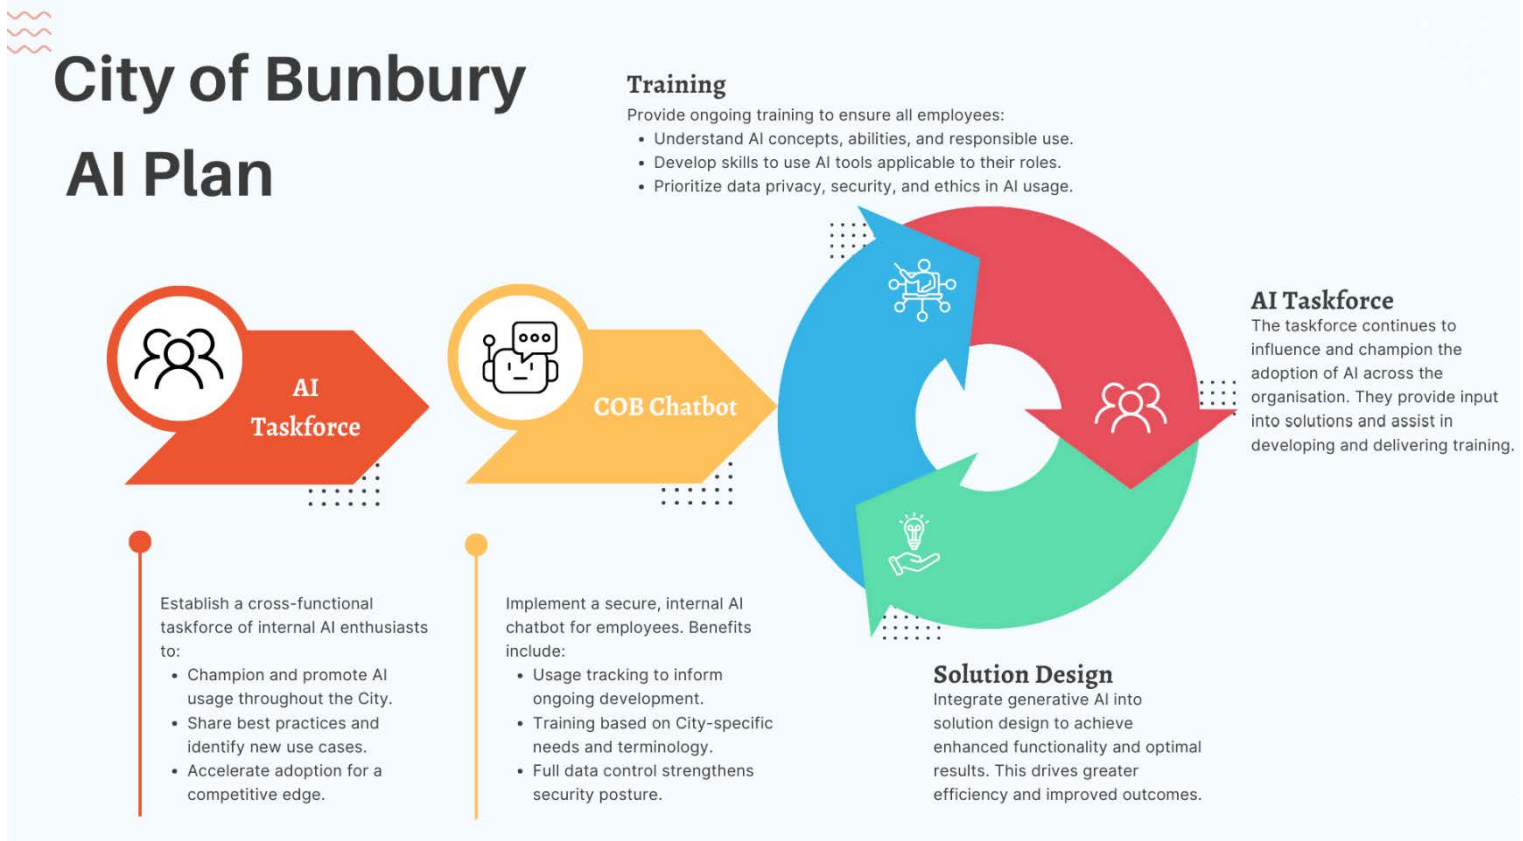 City of Bunbury
AI Plan
Training
Provide ongoing training to ensure all employees:
• Understand AI concepts, abilities, and responsible use.
• Develop skills to use AI tools applicable to their roles.
• Prioritize data privacy, security, and ethics in AI usage.
AI
Taskforce
COB Chatbot
AI Taskforce
The taskforce continues to
influence and champion the
adoption of AI across the
organisation. They provide input
into solutions and assist in
developing and delivering training.
Establish a cross-functional
taskforce of internal AI enthusiasts
to:
• Champion and promote AI
usage throughout the City.
• Share best practices and
identify new use cases.
• Accelerate adoption for a
competitive edge.
Implement a secure, internal AI
chatbot for employees. Benefits
include:
• Usage tracking to inform
ongoing development.
• Training based on City-specific
needs and terminology.
• Full data control strengthens
security posture.
Solution Design
Integrate generative AI into
solution design to achieve
enhanced functionality and optimal
results. This drives greater
efficiency and improved outcomes.